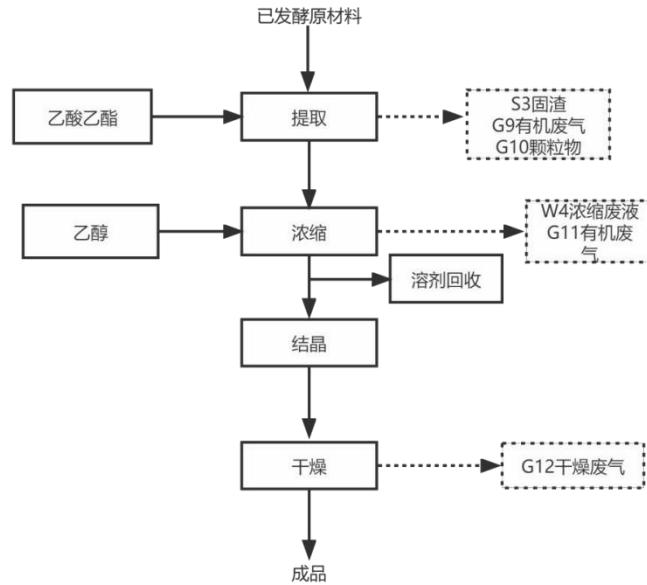 已发酵原材料
乙酸乙酯
提取
S3固渣
G9有机废气
G10颗粒物
乙醇
浓缩
W4浓缩废液
G11有机废
气
溶剂回收
结晶
干燥
G12干燥废气
成品